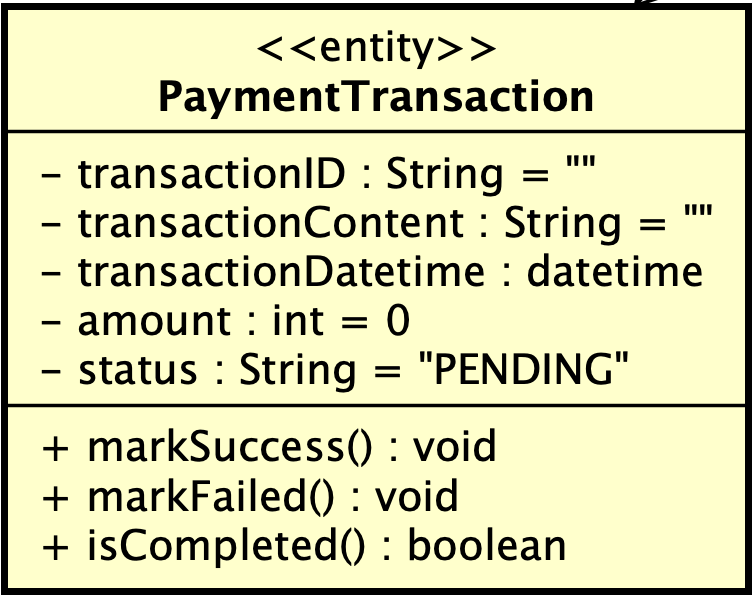 <<entity>>
PaymentTransaction
– transactionID : String = ""
– transactionContent : String = ""
– transactionDatetime : datetime
– amount : int = 0
– status : String = "PENDING"
+ markSuccess() : void
+ markFailed() : void
+ isCompleted() : boolean